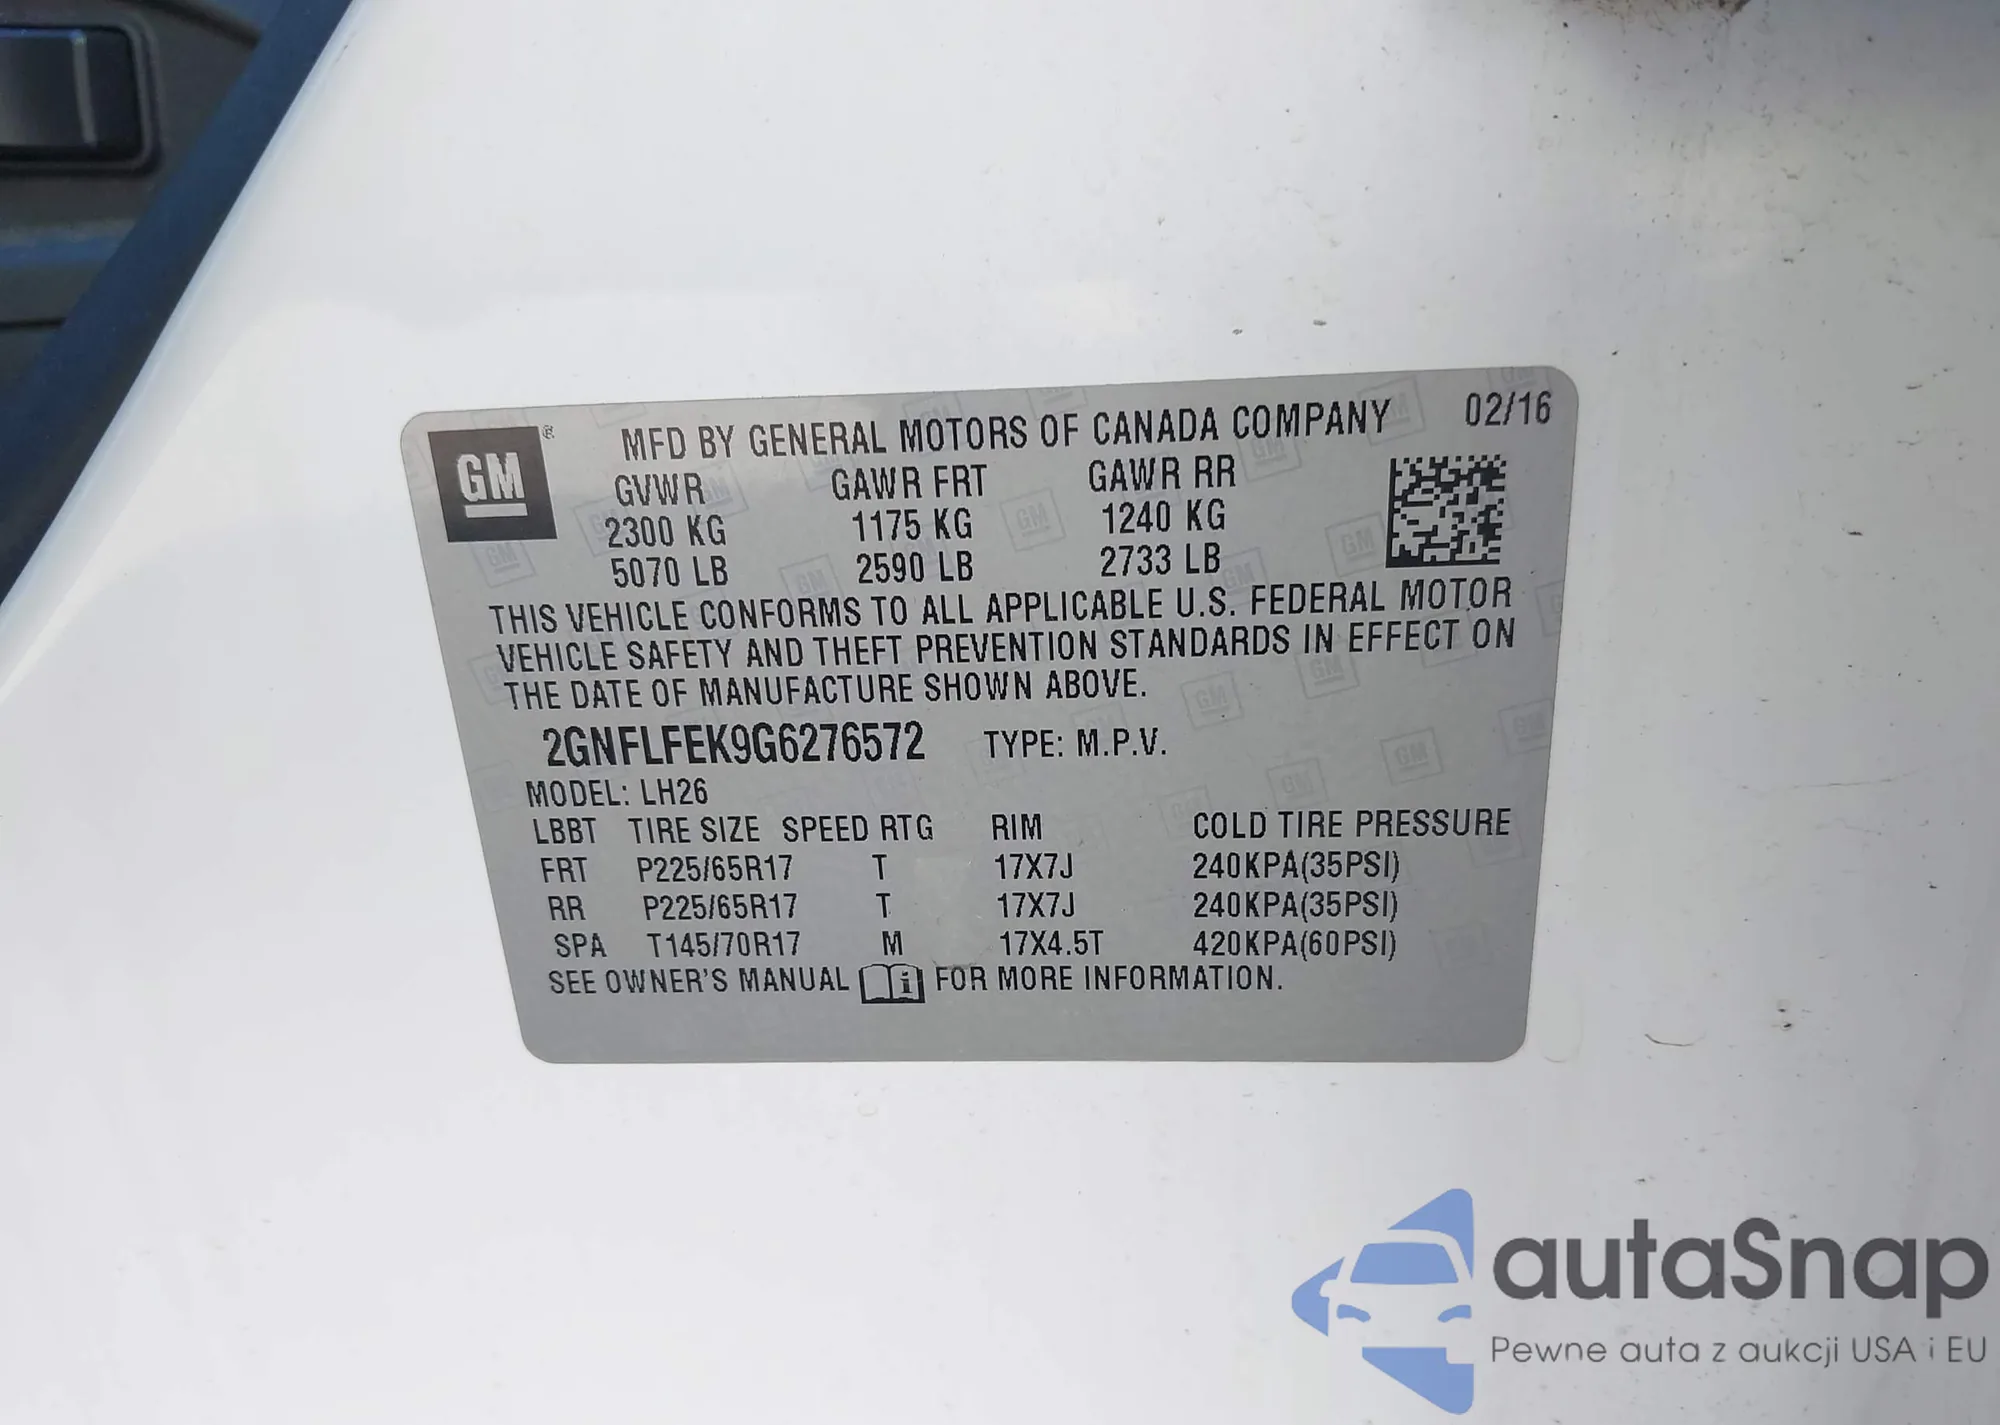 GM ®
MFD BY GENERAL MOTORS OF CANADA COMPANY 02/16
GVWR GAWR FRT GAWR RR
2300 KG 1175 KG 1240 KG
5070 LB 2590 LB 2733 LB
THIS VEHICLE CONFORMS TO ALL APPLICABLE U.S. FEDERAL MOTOR
VEHICLE SAFETY AND THEFT PREVENTION STANDARDS IN EFFECT ON
THE DATE OF MANUFACTURE SHOWN ABOVE.
2GNFLFEK9G6276572 TYPE: M.P.V.
MODEL: LH26
LBBT TIRE SIZE SPEED RTG RIM COLD TIRE PRESSURE
FRT P225/65R17 T 17X7J 240KPA(35PSI)
RR P225/65R17 T 17X7J 240KPA(35PSI)
SPA T145/70R17 M 17X4.5T 420KPA(60PSI)
SEE OWNER'S MANUAL i FOR MORE INFORMATION.
autaSnap
Pewne auta z aukcji USA i EU